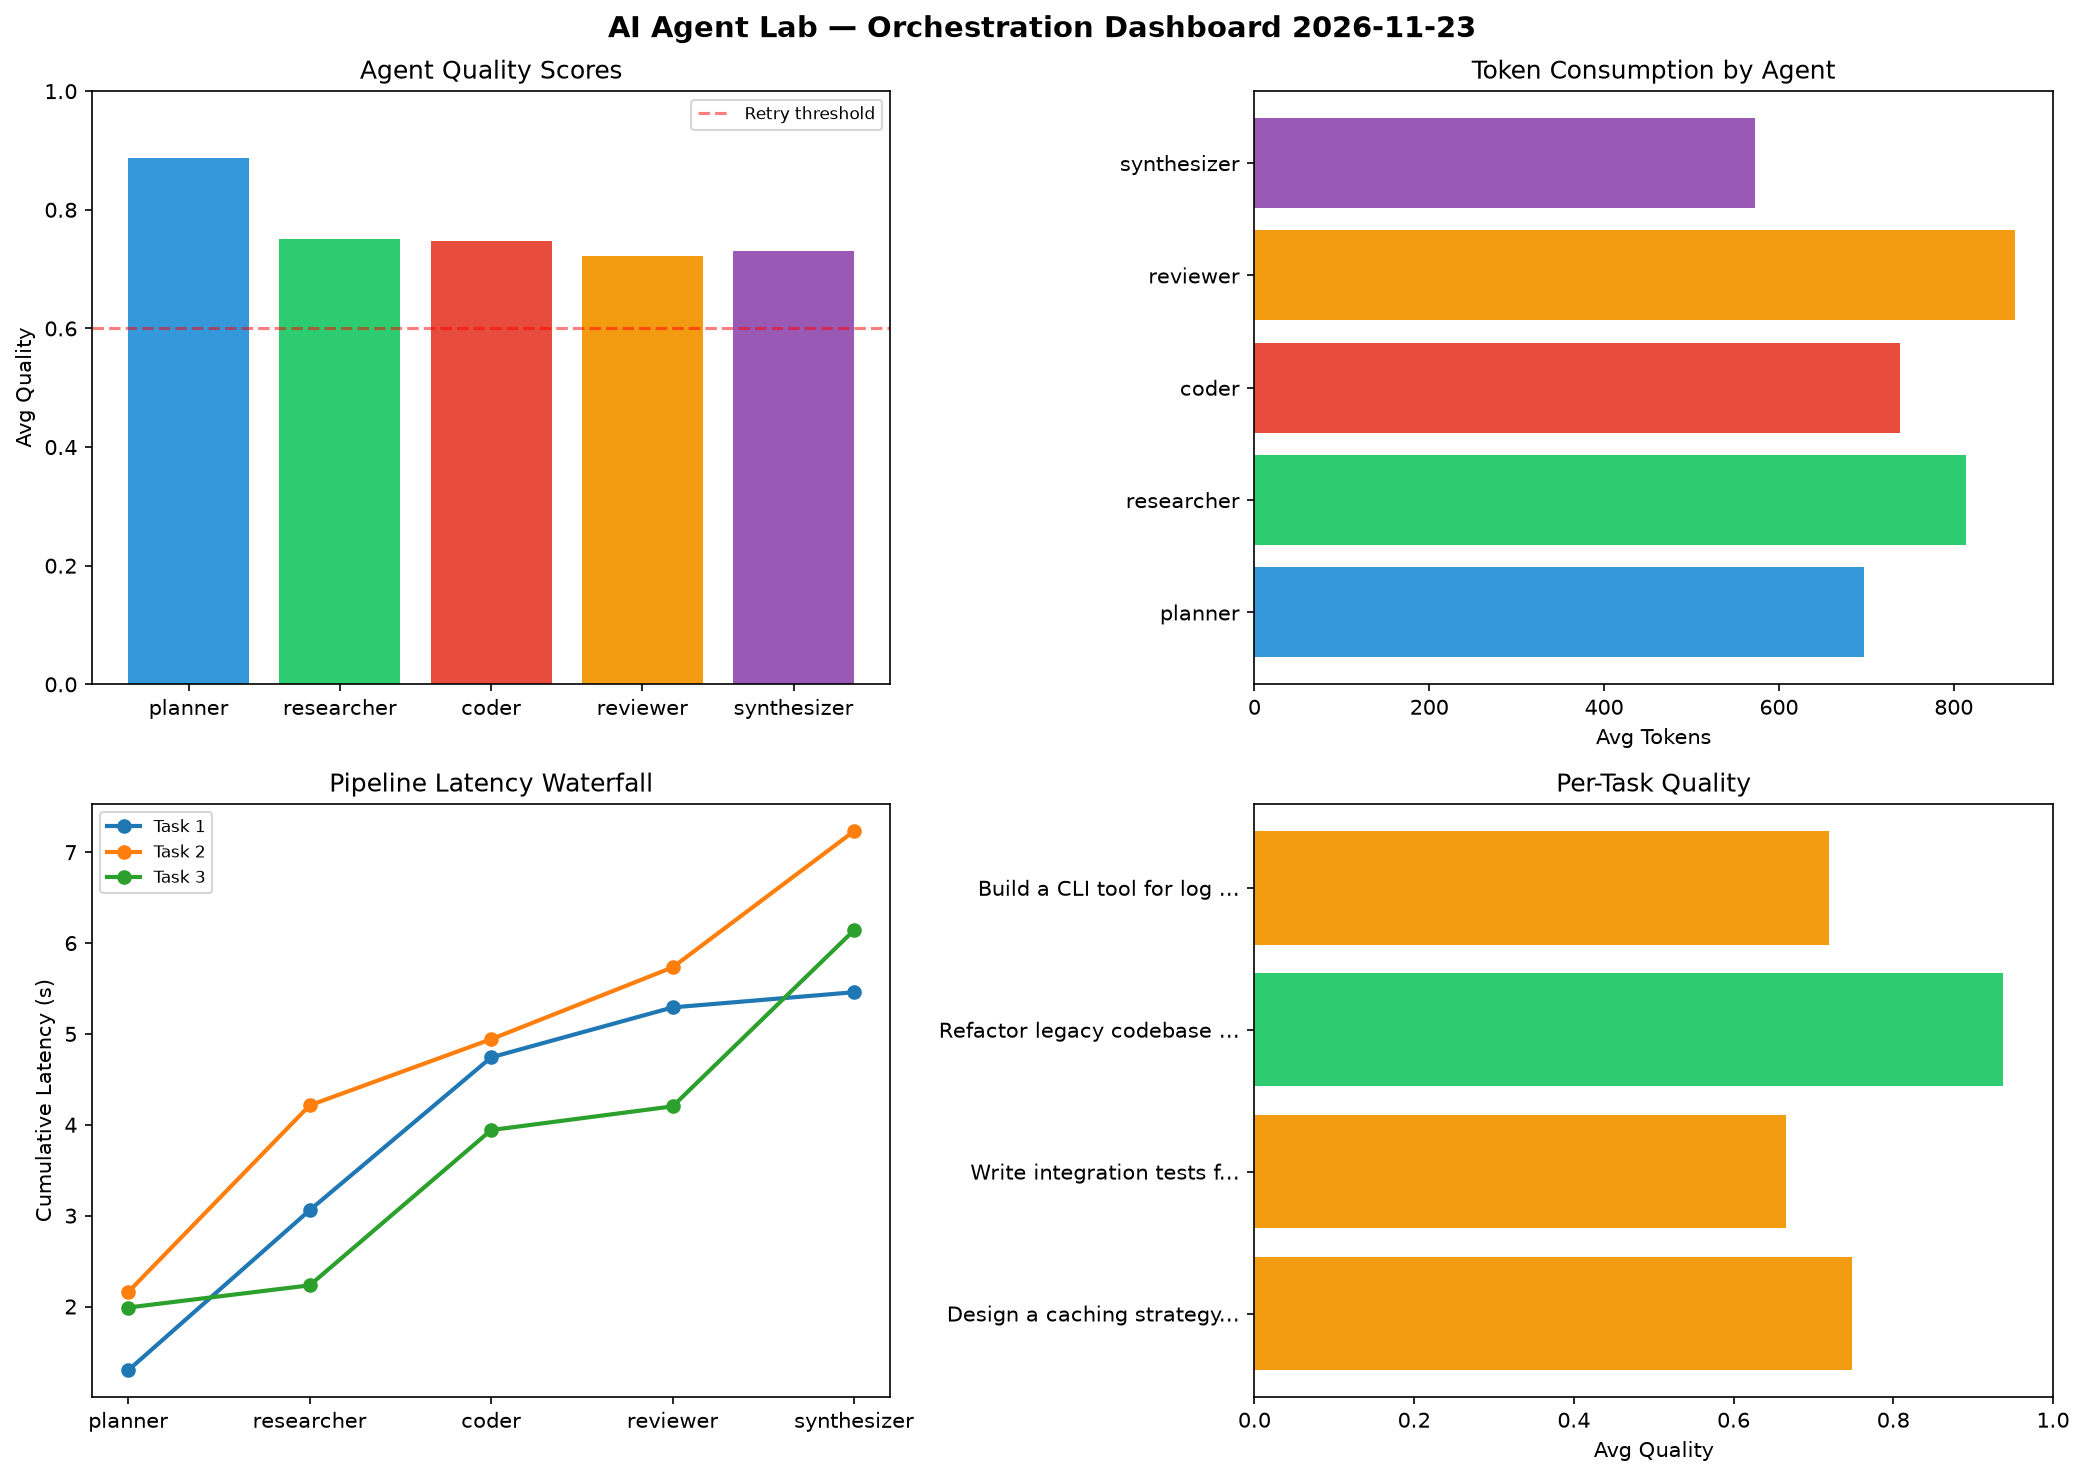 AI Agent Lab — Orchestration Dashboard 2026-11-23
Agent Quality Scores
Avg Quality
1.0
0.8
0.6
0.4
0.2
0.0
Retry threshold
planner researcher coder reviewer synthesizer
Token Consumption by Agent
synthesizer
reviewer
coder
researcher
planner
0 200 400 600 800
Avg Tokens
Pipeline Latency Waterfall
Cumulative Latency (s)
7
6
5
4
3
2
Task 1
Task 2
Task 3
planner researcher coder reviewer synthesizer
Per-Task Quality
Build a CLI tool for log ...
Refactor legacy codebase ...
Write integration tests f...
Design a caching strategy...
0.0 0.2 0.4 0.6 0.8 1.0
Avg Quality